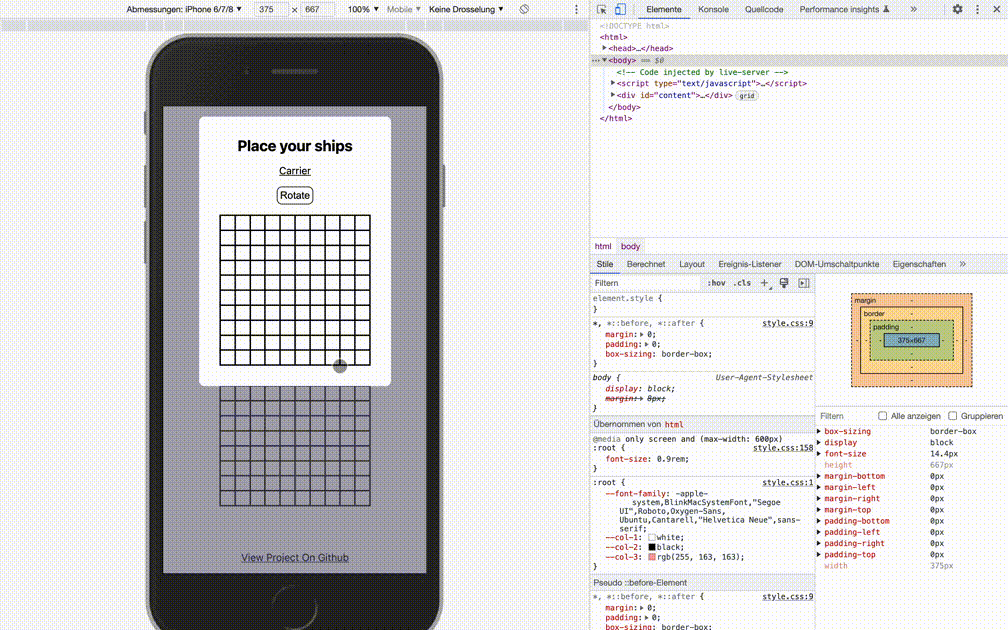 Abmessungen: iPhone 6/7/8 ▼ 375 × 667 100% ▼ Mobile ▼ Keine Drosselung ▼
Place your ships
Carrier
Rotate
View Project On Github
Elemente Konsole Quellcode Performance insights »
<!DOCTYPE html>
<html>
▶<head>…</head>
…▼<body> == $0
<!-- Code injected by live-server -->
▶<script type="text/javascript">…</script>
▶<div id="content">…</div> grid
</body>
</html>
html body
Stile Berechnet Layout Ereignis-Listener DOM-Umschaltpunkte Eigenschaften »
Filtern :hov .cls +
element.style {
}
*, *::before, *::after { style.css:9
margin:▶ 0;
padding:▶ 0;
box-sizing: border-box;
}
body { User-Agent-Stylesheet
display: block;
margin:▶ 8px;
}
Übernommen von html
@media only screen and (max-width: 600px)
:root { style.css:158
font-size: 0.9rem;
}
:root { style.css:1
--font-family: -apple-
system,BlinkMacSystemFont,"Segoe
UI",Roboto,Oxygen-Sans,
Ubuntu,Cantarell,"Helvetica Neue",sans-
serif;
--col-1: white;
--col-2: black;
--col-3: rgb(255, 163, 163);
}
Pseudo ::before-Element
*, *::before, *::after { style.css:9
margin:▶ 0;
padding:▶ 0;
box-sizing: border-box;
margin -
border -
padding -
- - - 375×667 - - -
-
-
-
Filtern Alle anzeigen Gruppieren
▶ box-sizing border-box
▶ display block
▶ font-size 14.4px
height 667px
▶ margin-bottom 0px
▶ margin-left 0px
▶ margin-right 0px
▶ margin-top 0px
▶ padding-bottom 0px
▶ padding-left 0px
▶ padding-right 0px
▶ padding-top 0px
width 375px